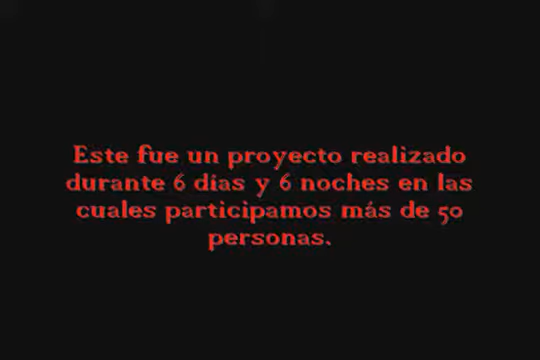 Este fue un proyecto realizado
durante 6 días y 6 noches en las
cuales participamos más de 50
personas.